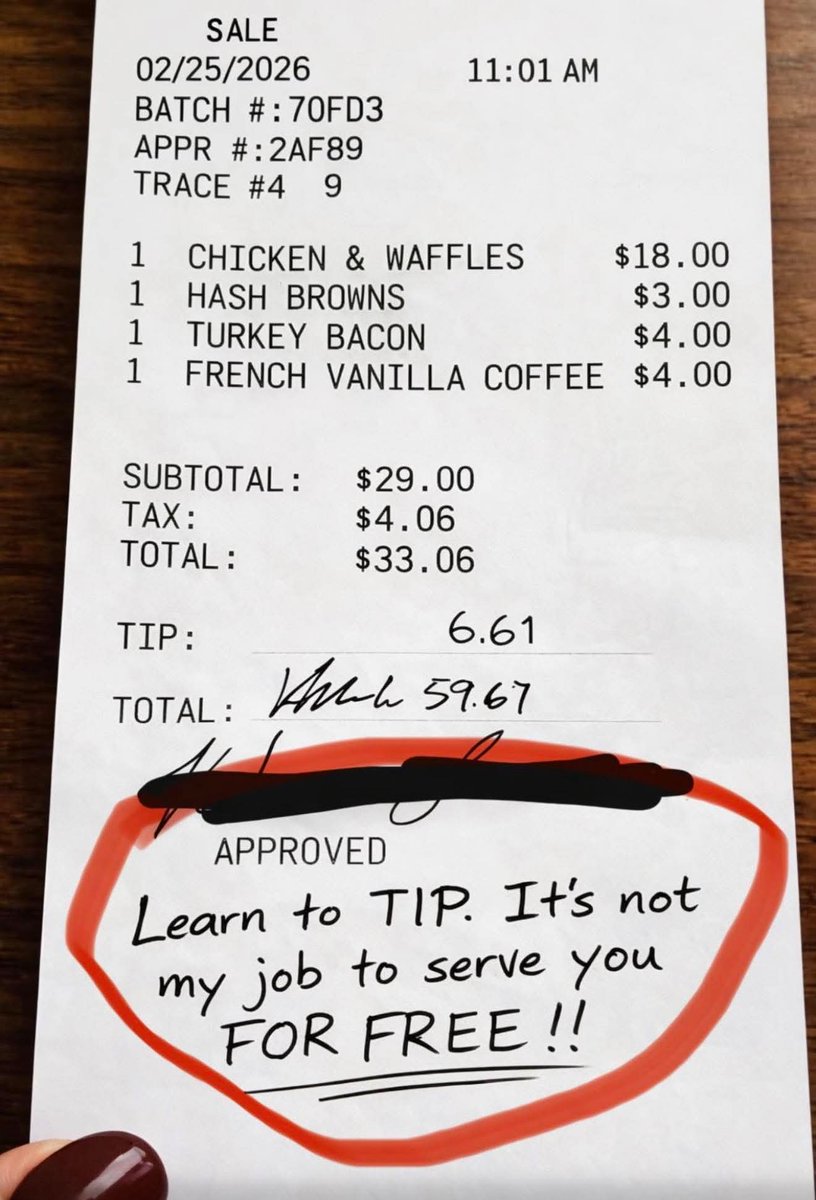 SALE
02/25/2026 11:01 AM
BATCH #:70FD3
APPR #:2AF89
TRACE #4 9
1 CHICKEN & WAFFLES $18.00
1 HASH BROWNS $3.00
1 TURKEY BACON $4.00
1 FRENCH VANILLA COFFEE $4.00
SUBTOTAL: $29.00
TAX: $4.06
TOTAL: $33.06
TIP: 6.61
TOTAL: 59.67
APPROVED
Learn to TIP. It's not
my job to serve you
FOR FREE!!